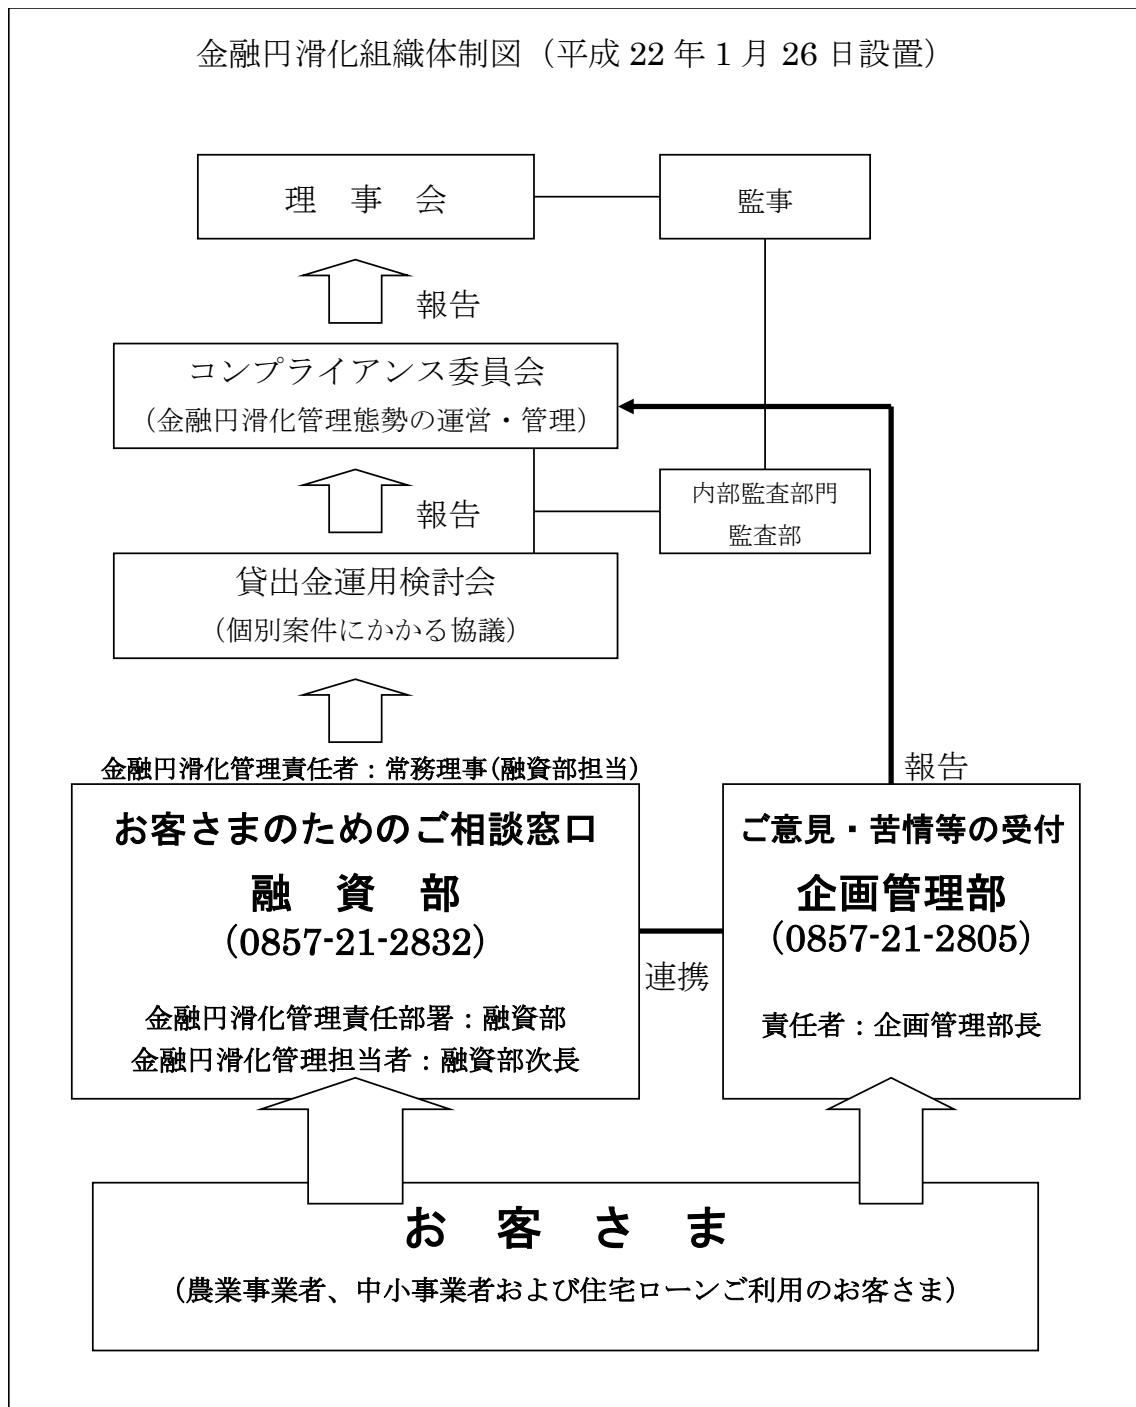 金融円滑化組織体制図（平成 22 年 1 月 26 日設置）
理　事　会
監事
報告
コンプライアンス委員会
（金融円滑化管理態勢の運営・管理）
報告
内部監査部門
監査部
貸出金運用検討会
（個別案件にかかる協議）
金融円滑化管理責任者：常務理事（融資部担当）
報告
お客さまのためのご相談窓口
融　資　部
（0857-21-2832）
金融円滑化管理責任部署：融資部
金融円滑化管理担当者：融資部次長
連携
ご意見・苦情等の受付
企画管理部
（0857-21-2805）
責任者：企画管理部長
お　客　さ　ま
（農業事業者、中小事業者および住宅ローンご利用のお客さま）